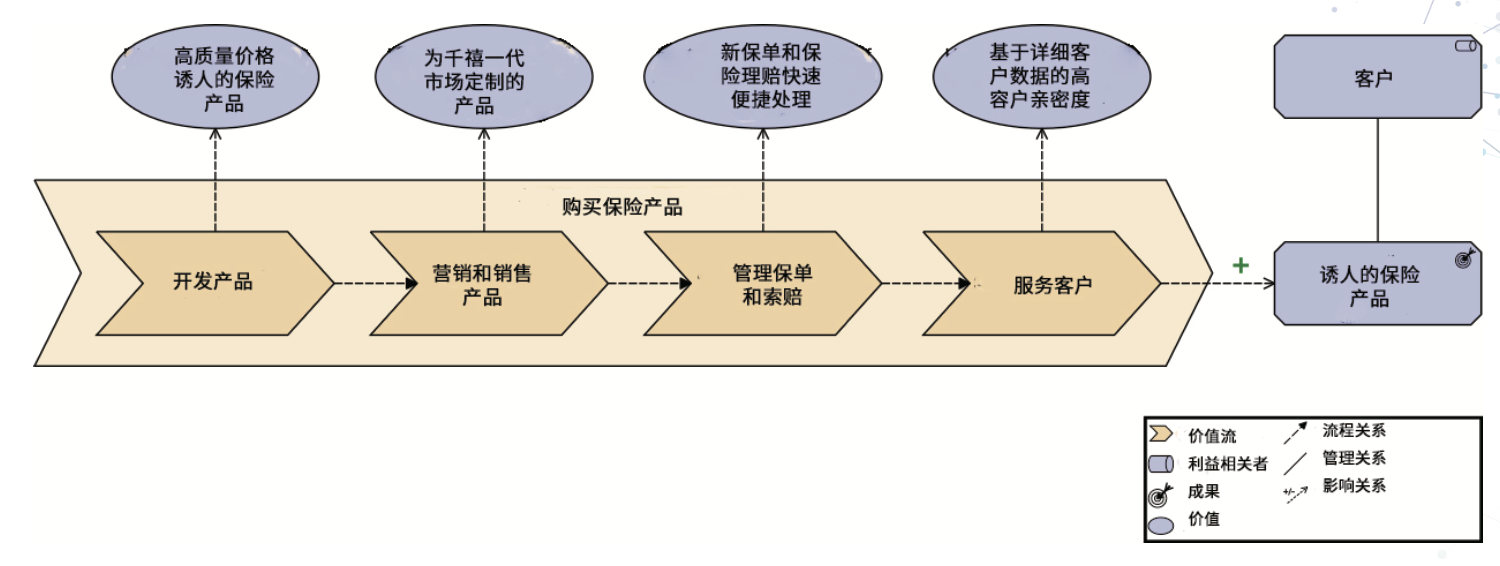 高质量价格
诱人的保险
产品
为千禧一代
市场定制的
产品
新保单和保
险理赔快速
便捷处理
基于详细客
户数据的高
容户亲密度
客户
购买保险产品
开发产品
营销和销售
产品
管理保单
和索赔
服务客户
+
诱人的保险
产品
价值流
利益相关者
成果
价值
流程关系
管理关系
+/-
影响关系